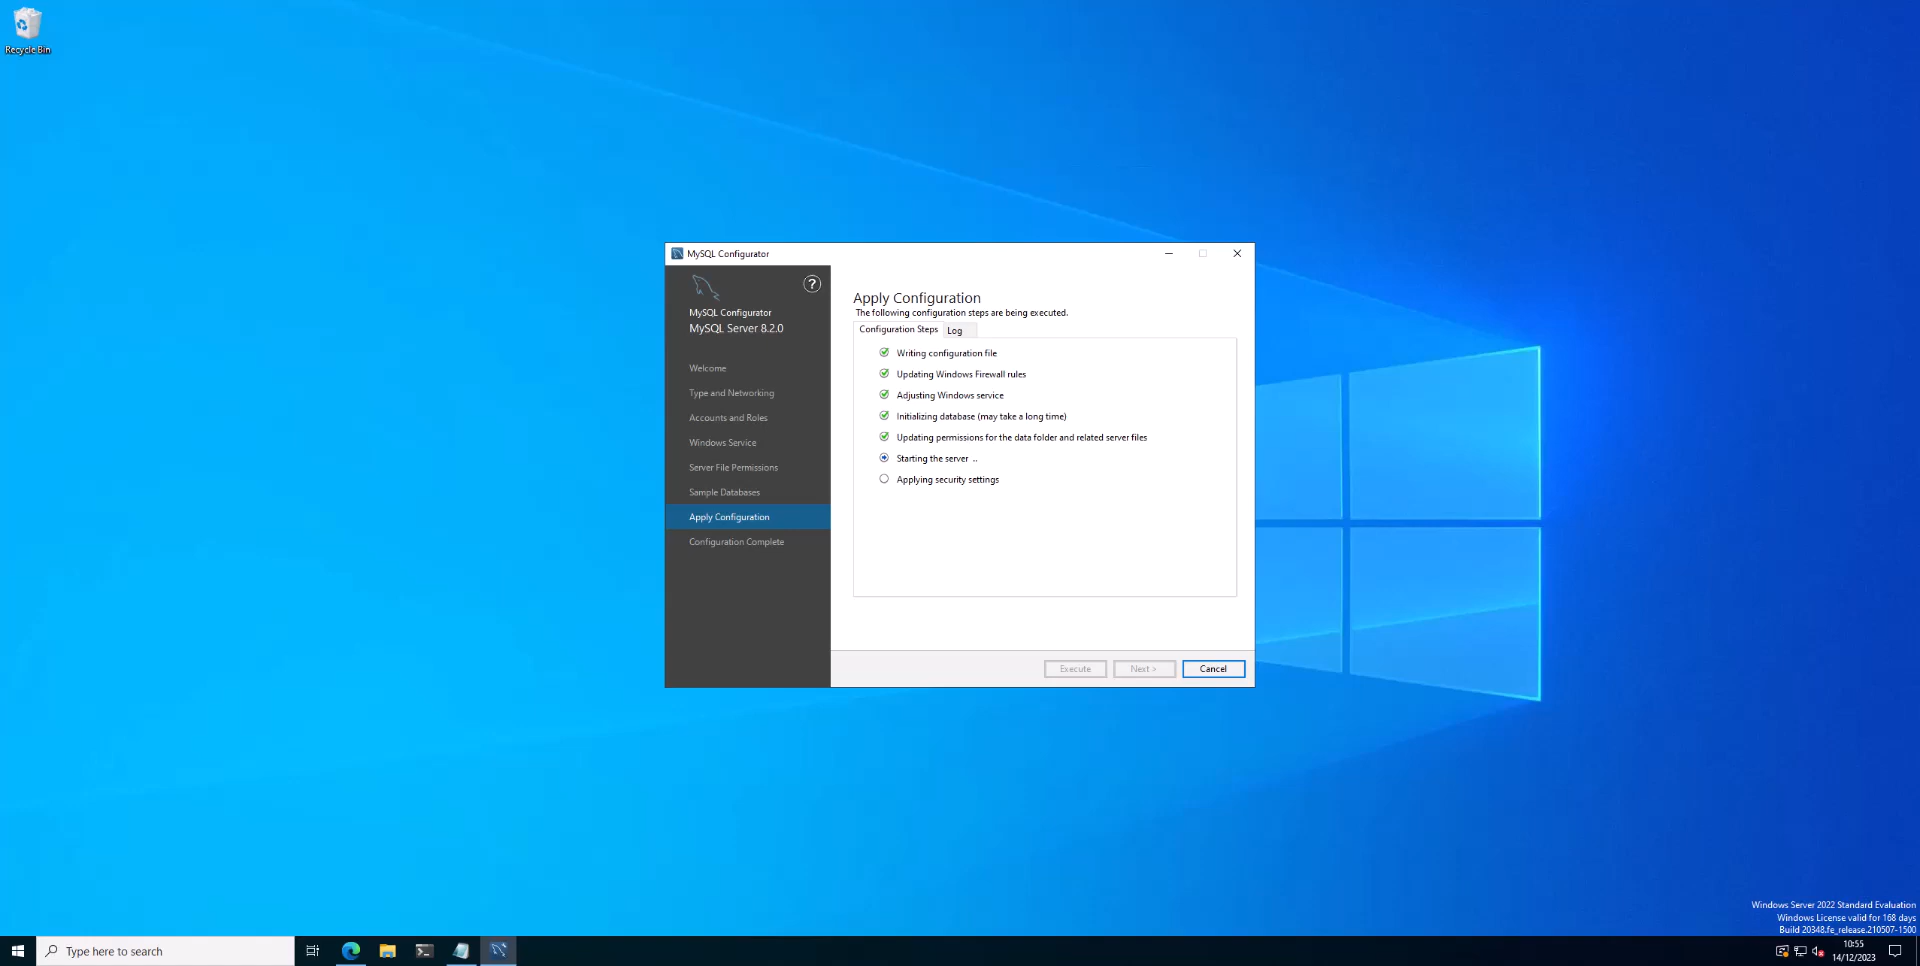 Recycle Bin
MySQL Configurator
?
MySQL Configurator
MySQL Server 8.2.0
Welcome
Type and Networking
Accounts and Roles
Windows Service
Server File Permissions
Sample Databases
Apply Configuration
Configuration Complete
Apply Configuration
The following configuration steps are being executed.
Configuration Steps
Log
Writing configuration file
Updating Windows Firewall rules
Adjusting Windows service
Initializing database (may take a long time)
Updating permissions for the data folder and related server files
Starting the server ..
Applying security settings
Execute
Next >
Cancel
Windows Server 2022 Standard Evaluation
Windows License valid for 168 days
Build 20348.fe_release.210507-1500
Type here to search
10:55
14/12/2023